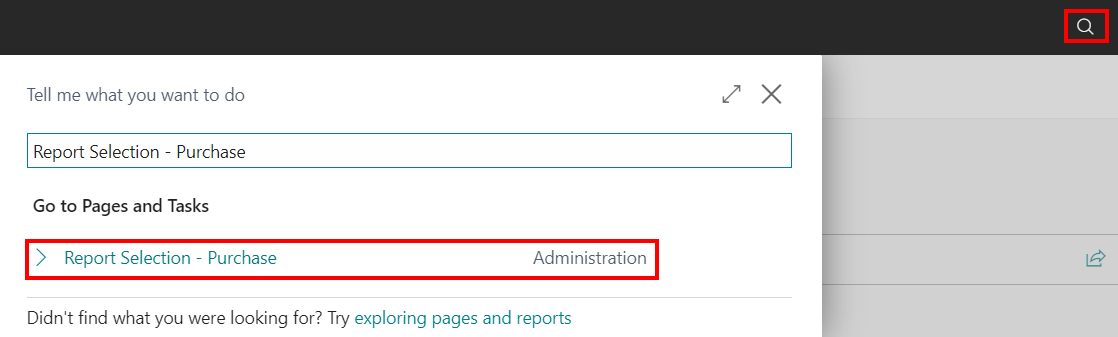 Tell me what you want to do
Report Selection - Purchase
Go to Pages and Tasks
Report Selection - Purchase Administration
Didn't find what you were looking for? Try exploring pages and reports